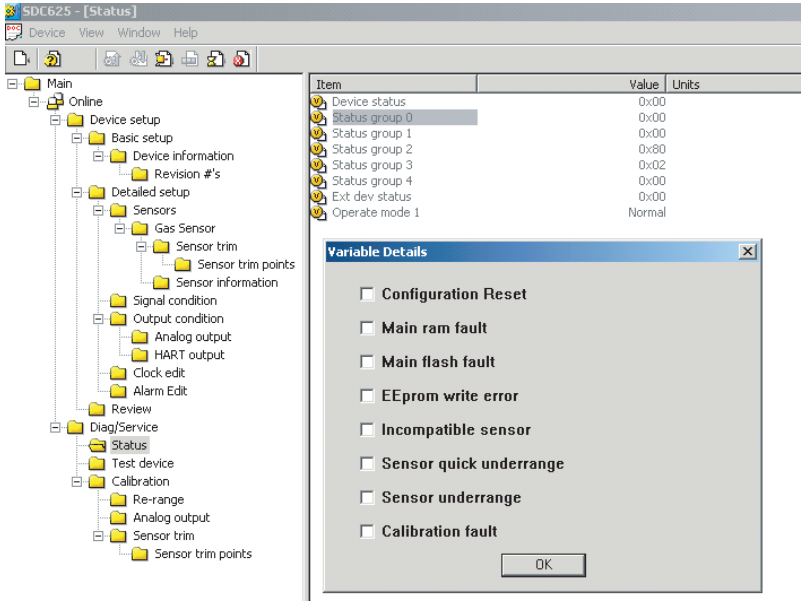 SDC625 - [Status]
Device View Window Help
Main
Online
Device setup
Basic setup
Device information
Revision #'s
Detailed setup
Sensors
Gas Sensor
Sensor trim
Sensor trim points
Sensor information
Signal condition
Output condition
Analog output
HART output
Clock edit
Alarm Edit
Review
Diag/Service
Status
Test device
Calibration
Re-range
Analog output
Sensor trim
Sensor trim points
Item Value Units
Device status 0x00
Status group 0 0x00
Status group 1 0x00
Status group 2 0x80
Status group 3 0x02
Status group 4 0x00
Ext dev status 0x00
Operate mode 1 Normal
Variable Details
Configuration Reset
Main ram fault
Main flash fault
EEprom write error
Incompatible sensor
Sensor quick underrange
Sensor underrange
Calibration fault
OK